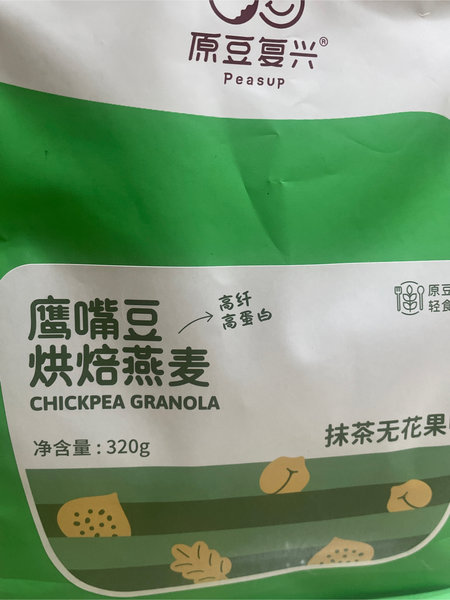 原豆复兴®
Peasup
鹰嘴豆
烘焙燕麦
高纤
高蛋白
CHICKPEA GRANOLA
净含量：320g
原豆
轻食
抹茶无花果